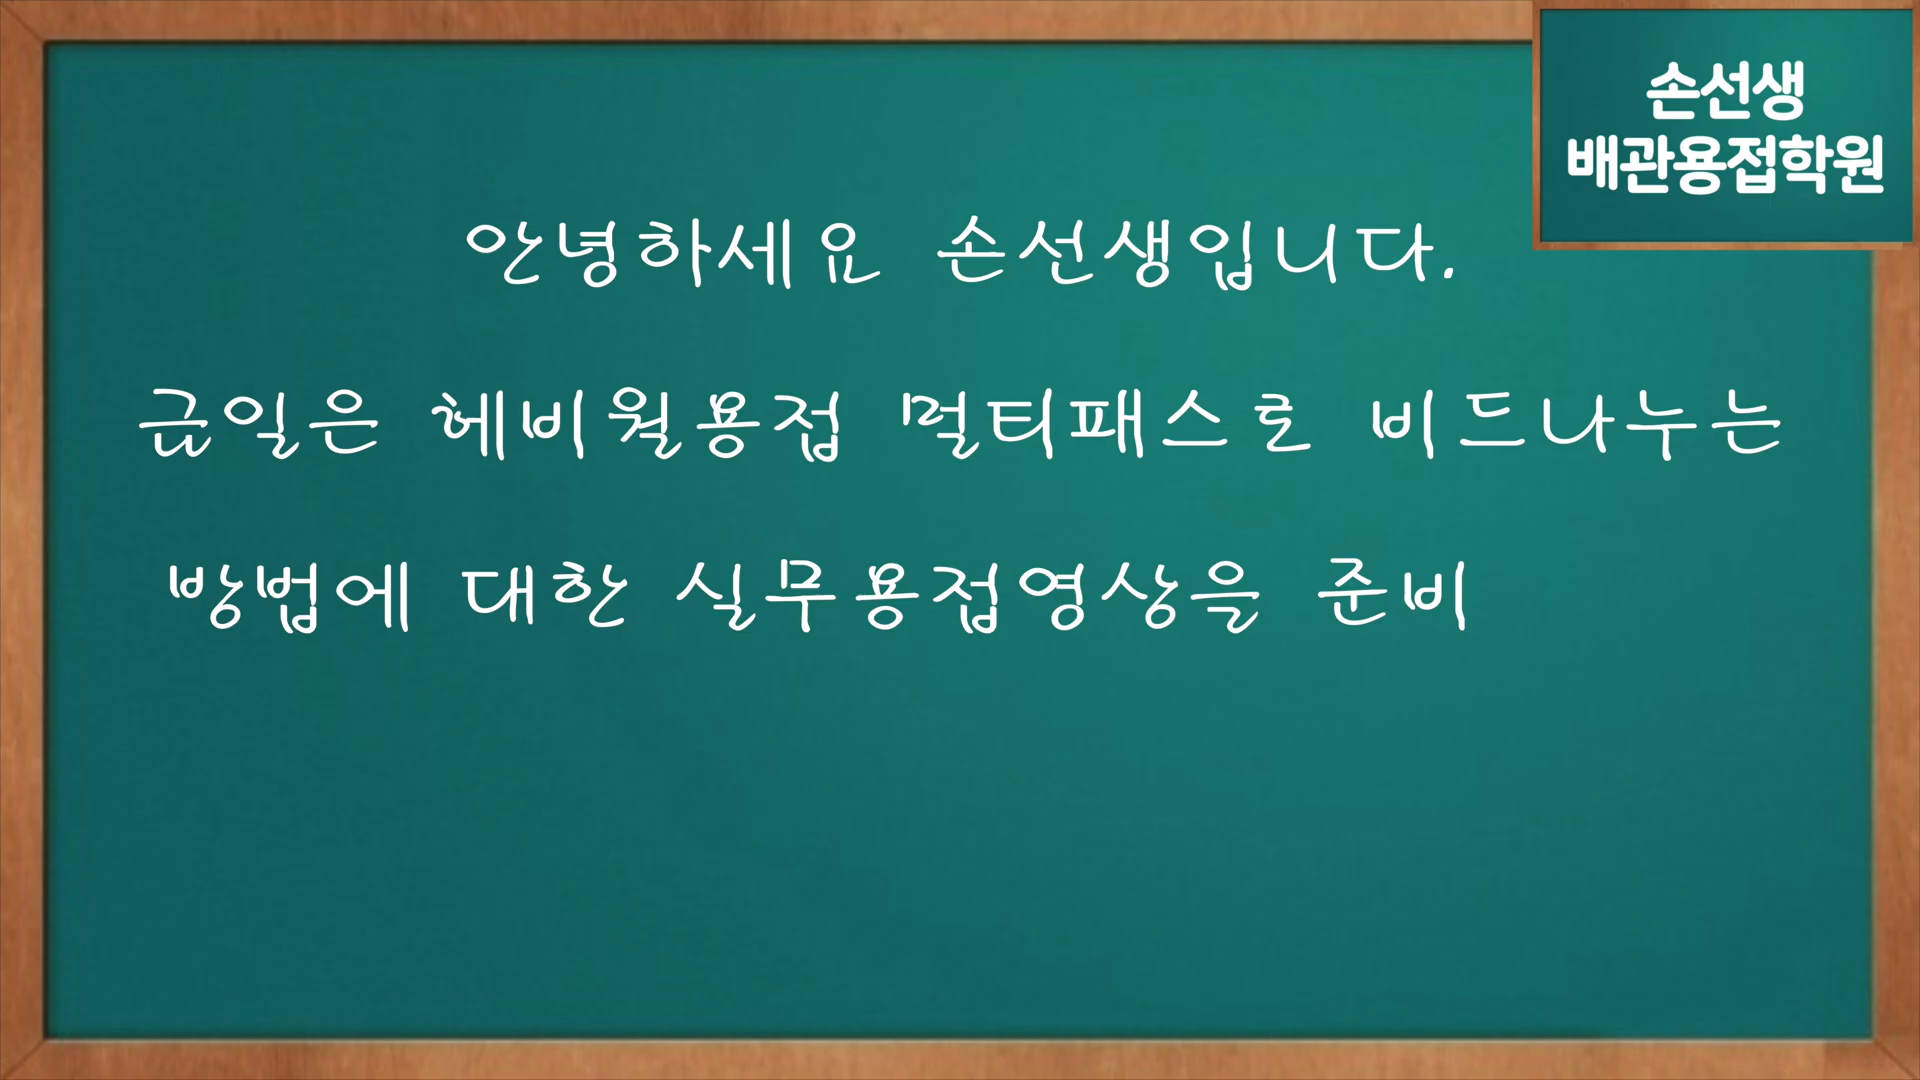 손선생
배관용접학원
안녕하세요 손선생입니다.
금일은 헤비월용접 멀티패스로 비드나누는
방법에 대한 실무용접영상을 준비